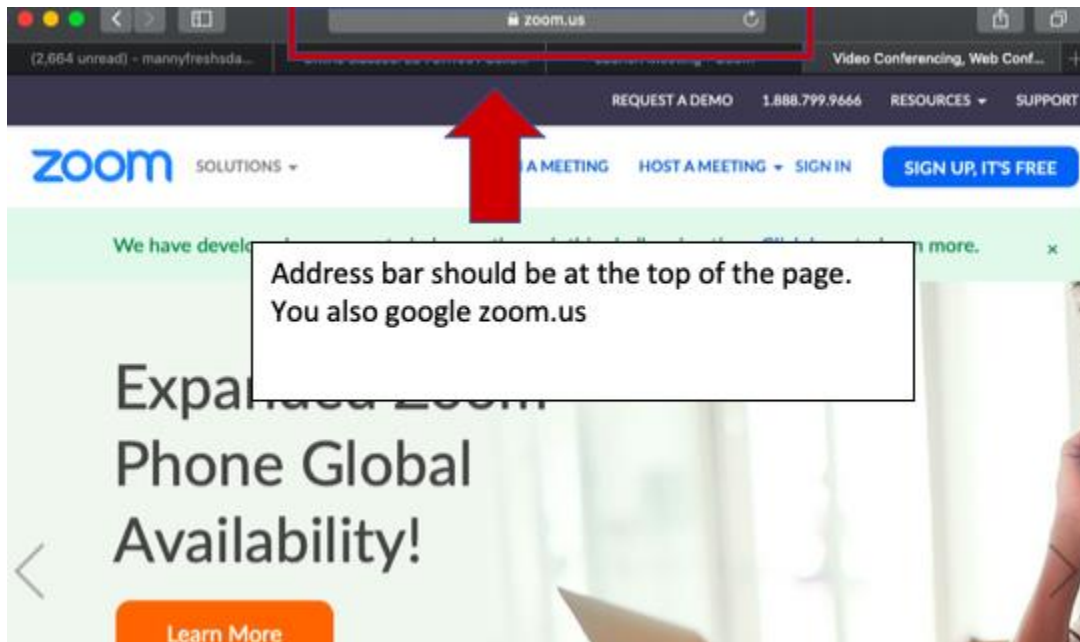 zoom.us
(2,664 unread) - mannyfreshsda...
Video Conferencing, Web Conf...
REQUEST A DEMO 1.888.799.9666 RESOURCES SUPPORT
zoom SOLUTIONS A MEETING HOST A MEETING SIGN IN SIGN UP, IT'S FREE
We have more. ×
Address bar should be at the top of the page.
You also google zoom.us
Zoom
Phone Global
Availability!
Learn More